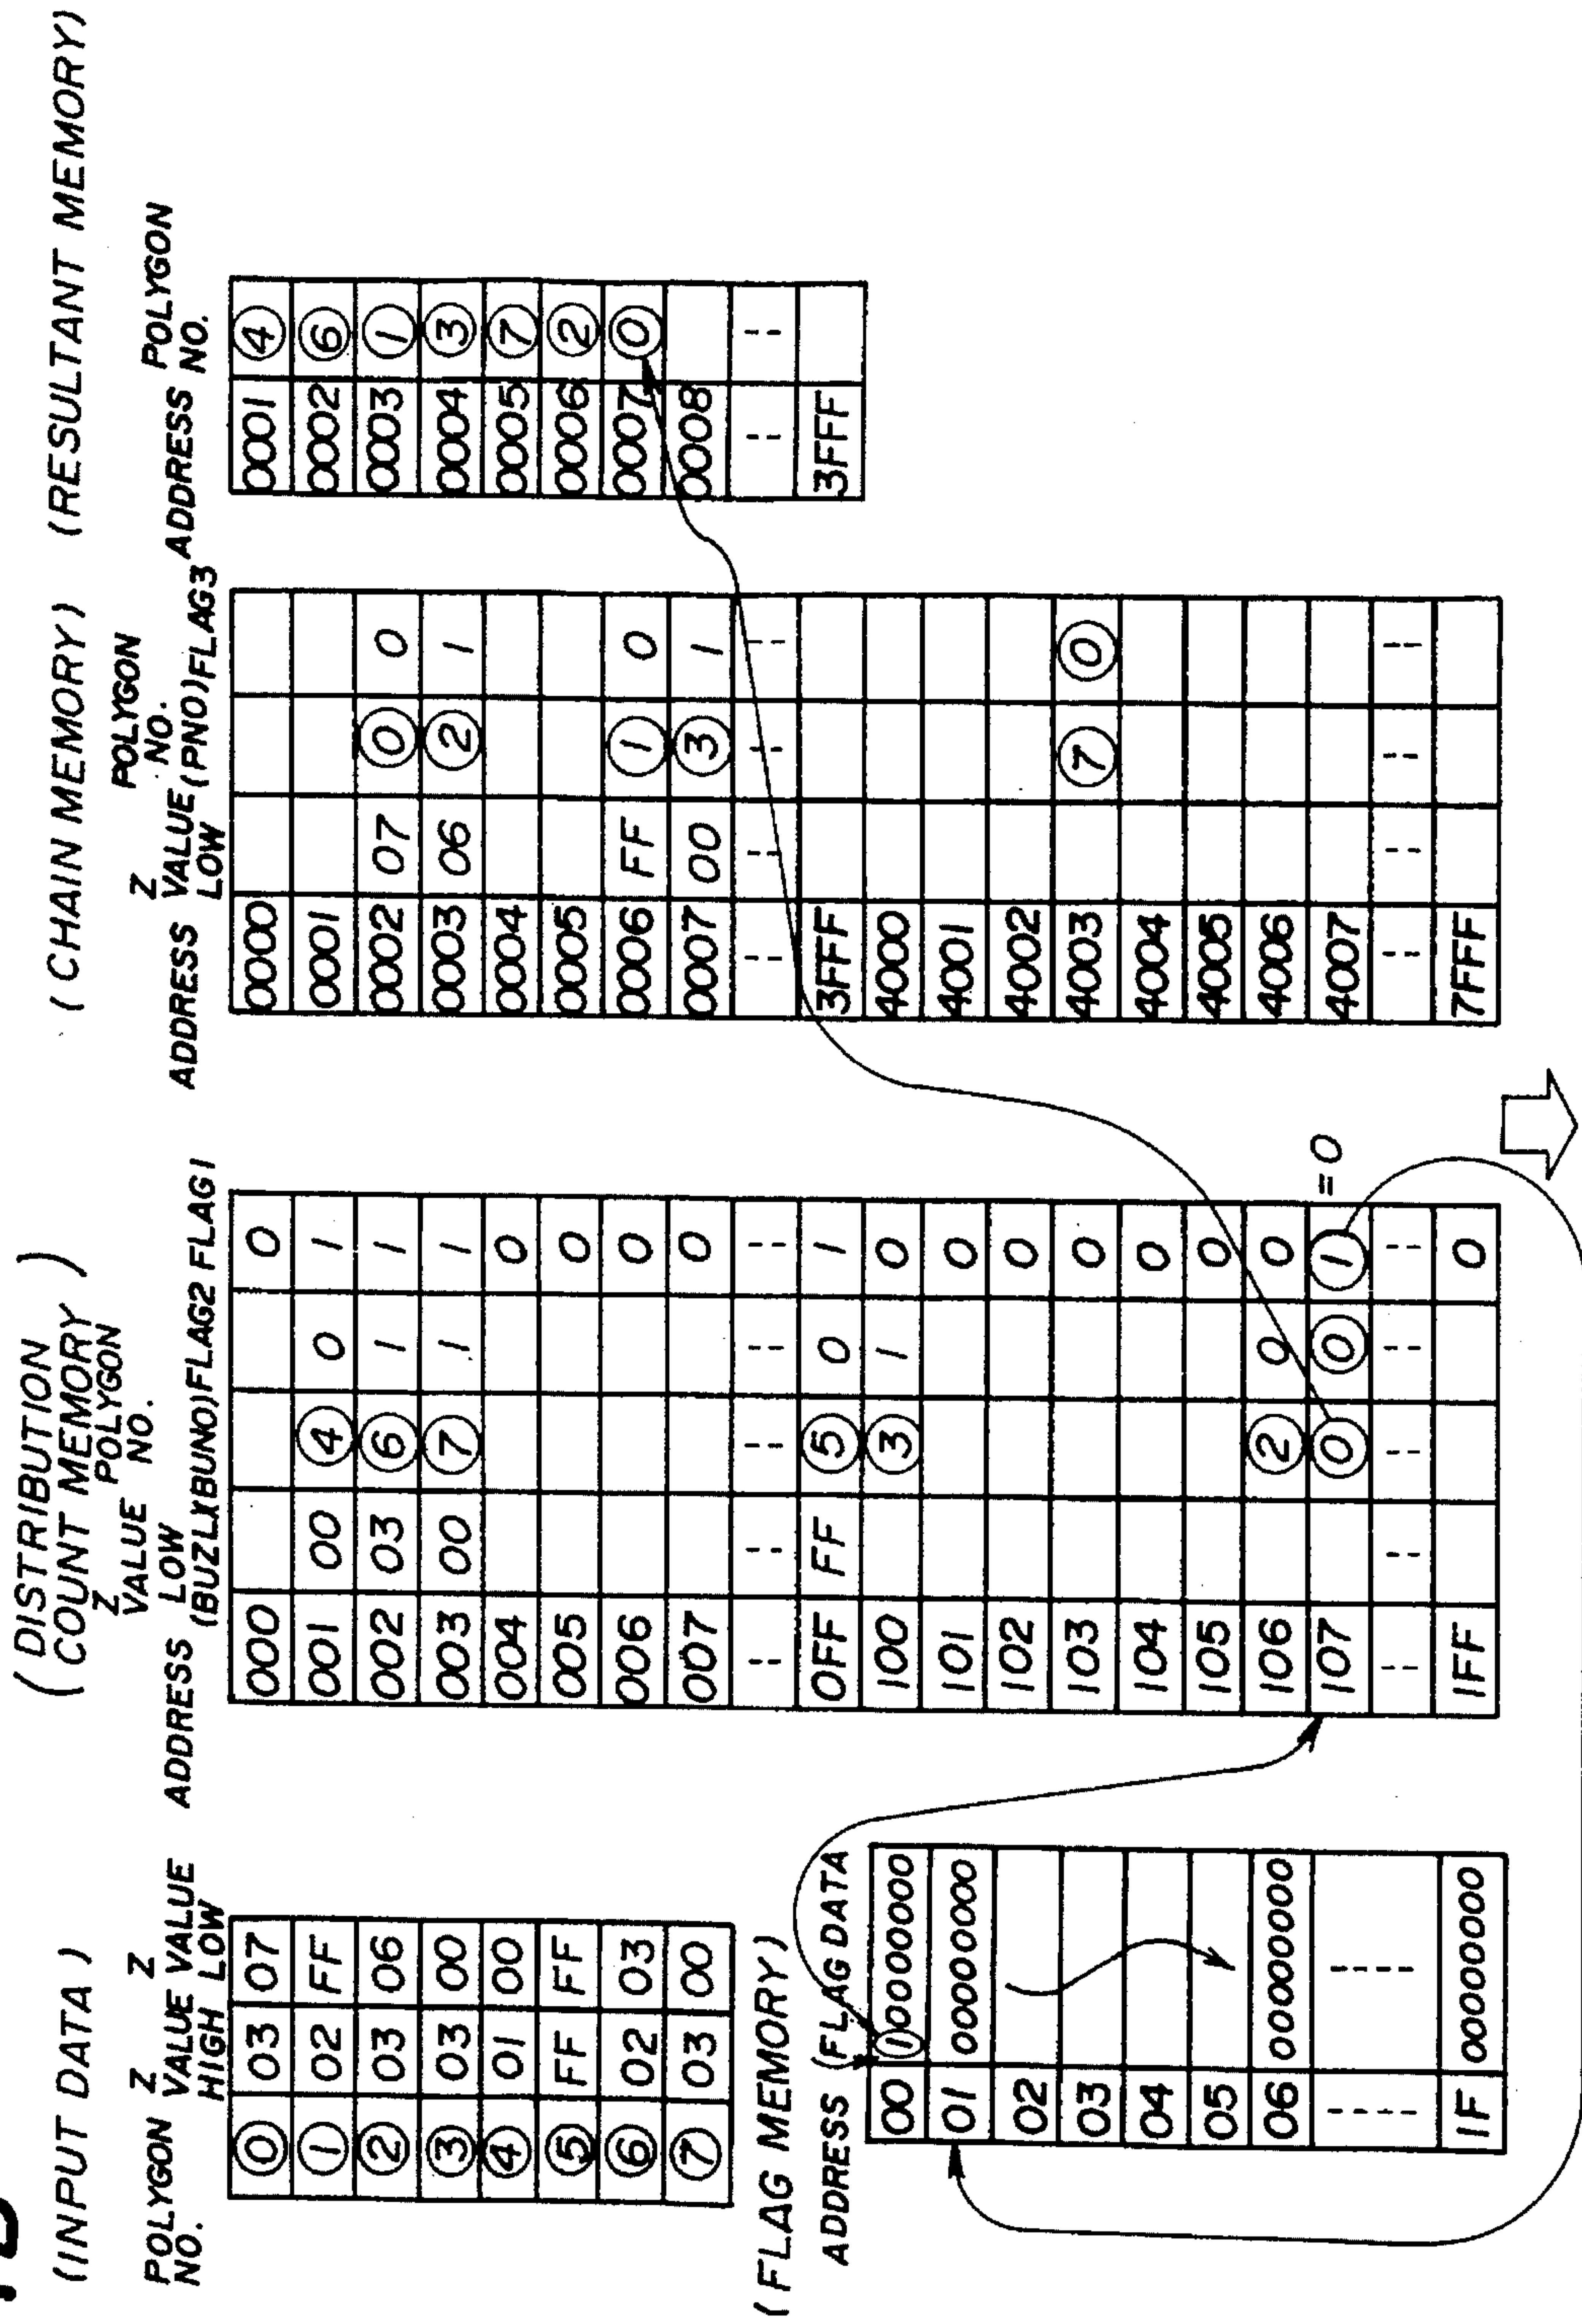 (INPUT DATA)
POLYGON NO. Z VALUE HIGH Z VALUE LOW
⓪ 03 07
① 02 FF
② 03 06
③ 03 00
④ 01 00
⑤ FF FF
⑥ 02 03
⑦ 03 00
(FLAG MEMORY)
ADDRESS (FLAG DATA
00 ①0000000
01 00000000
02
03
04
05
06 00000000
---- ----
1F 00000000
(DISTRIBUTION
COUNT MEMORY)
ADDRESS Z VALUE LOW (BUZLX POLYGON NO. BUNO) FLAG2 FLAG1
000 0
001 00 ④ 0 1
002 03 ⑥ 1 1
003 00 ⑦ 1 1
004 0
005 0
006 0
007 0
-- -- -- -- --
0FF FF ⑤ 0 1
100 ③ 1 0
101 0
102 0
103 0
104 0
105 0
106 ② 0 0
107 ⓪ ⓪ ① =0
-- -- -- -- --
1FF 0
(CHAIN MEMORY)
ADDRESS Z VALUE LOW POLYGON NO. (PNO) FLAG3
0000
0001
0002 07 ⓪ 0
0003 06 ② 1
0004
0005
0006 FF ① 0
0007 00 ③ 1
-- -- -- --
3FFF
4000
4001
4002
4003 ⑦ ⓪
4004
4005
4006
4007
-- -- -- --
7FFF
(RESULTANT MEMORY)
ADDRESS POLYGON NO.
0001 ④
0002 ⑥
0003 ①
0004 ③
0005 ⑦
0006 ②
0007 ⓪
0008
-- --
3FFF